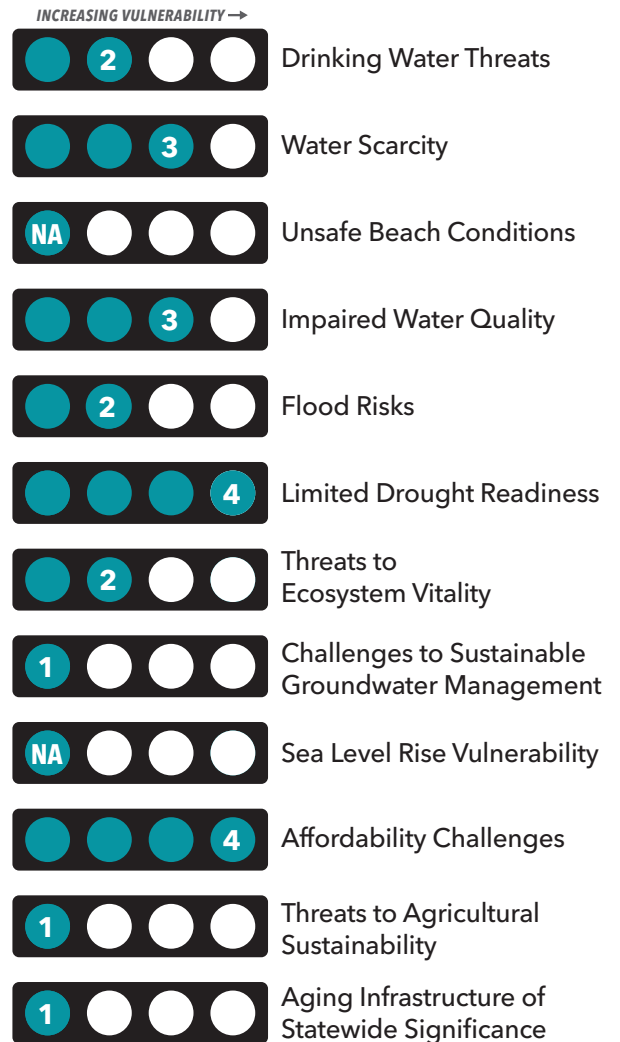 INCREASING VULNERABILITY →
2 Drinking Water Threats
3 Water Scarcity
NA Unsafe Beach Conditions
3 Impaired Water Quality
2 Flood Risks
4 Limited Drought Readiness
2 Threats to
Ecosystem Vitality
1 Challenges to Sustainable
Groundwater Management
NA Sea Level Rise Vulnerability
4 Affordability Challenges
1 Threats to Agricultural
Sustainability
1 Aging Infrastructure of
Statewide Significance